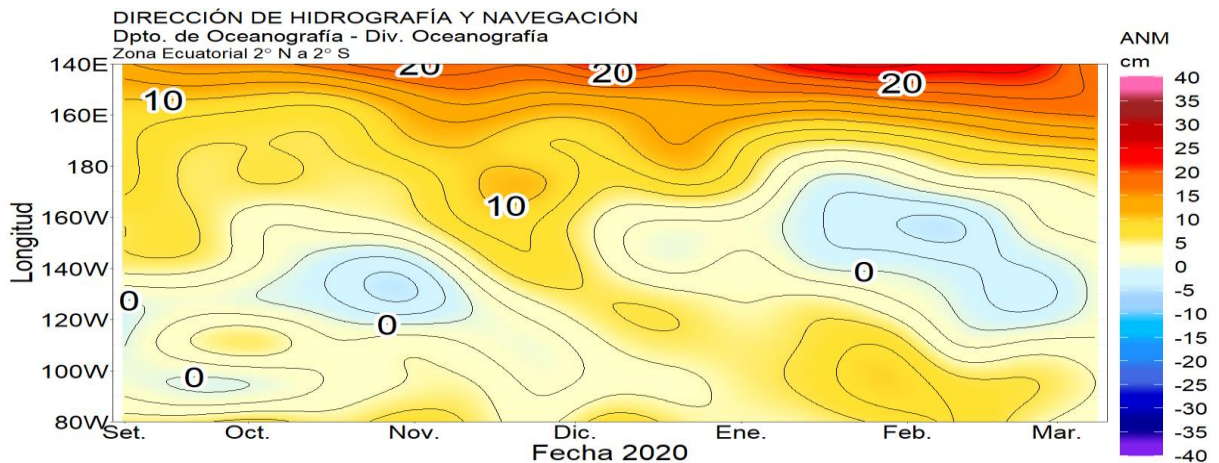 DIRECCIÓN DE HIDROGRAFÍA Y NAVEGACIÓN
Dpto. de Oceanografía - Div. Oceanografía
Zona Ecuatorial 2° N a 2° S
ANM
cm
140E
160E
180
160W
140W
120W
100W
80W
Longitud
20
20
20
10
10
0
0
0
0
Set.
Oct.
Nov.
Dic.
Ene.
Feb.
Mar.
Fecha 2020
40
35
30
25
20
15
10
5
0
-5
-10
-15
-20
-25
-30
-35
-40